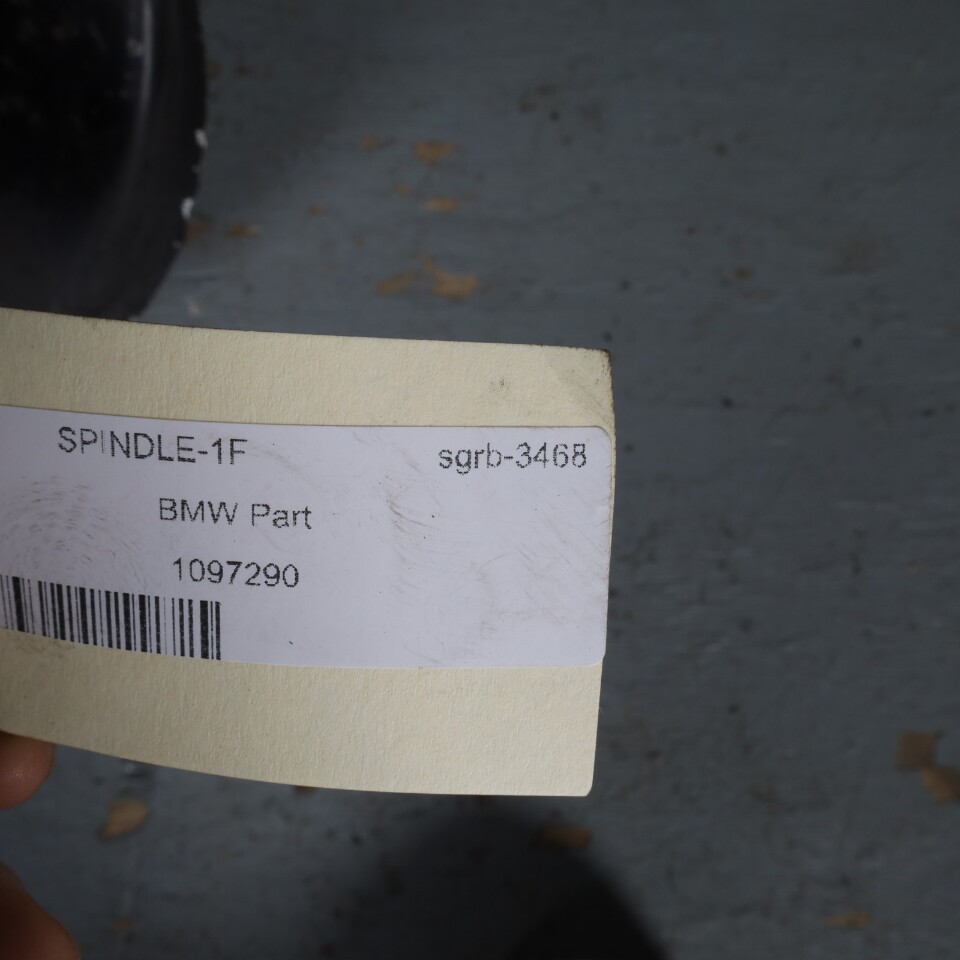 SPINDLE-1F sgrb-3468
BMW Part
1097290